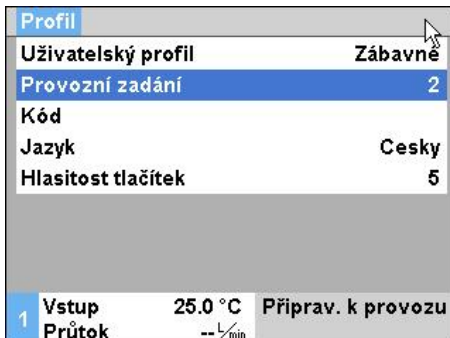 Profil
Uživatelský profil Zábavné
Provozní zadání 2
Kód
Jazyk Cesky
Hlasitost tlačítek 5
1 Vstup 25.0 °C Připrav. k provozu
Průtok -- L/min